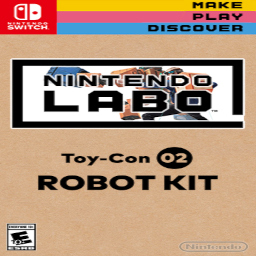 NINTENDO
SWITCH
MAKE
PLAY
DISCOVER
NINTENDO
LABO
Toy-Con 02
ROBOT KIT
EVERYONE
E
ESRB
Nintendo